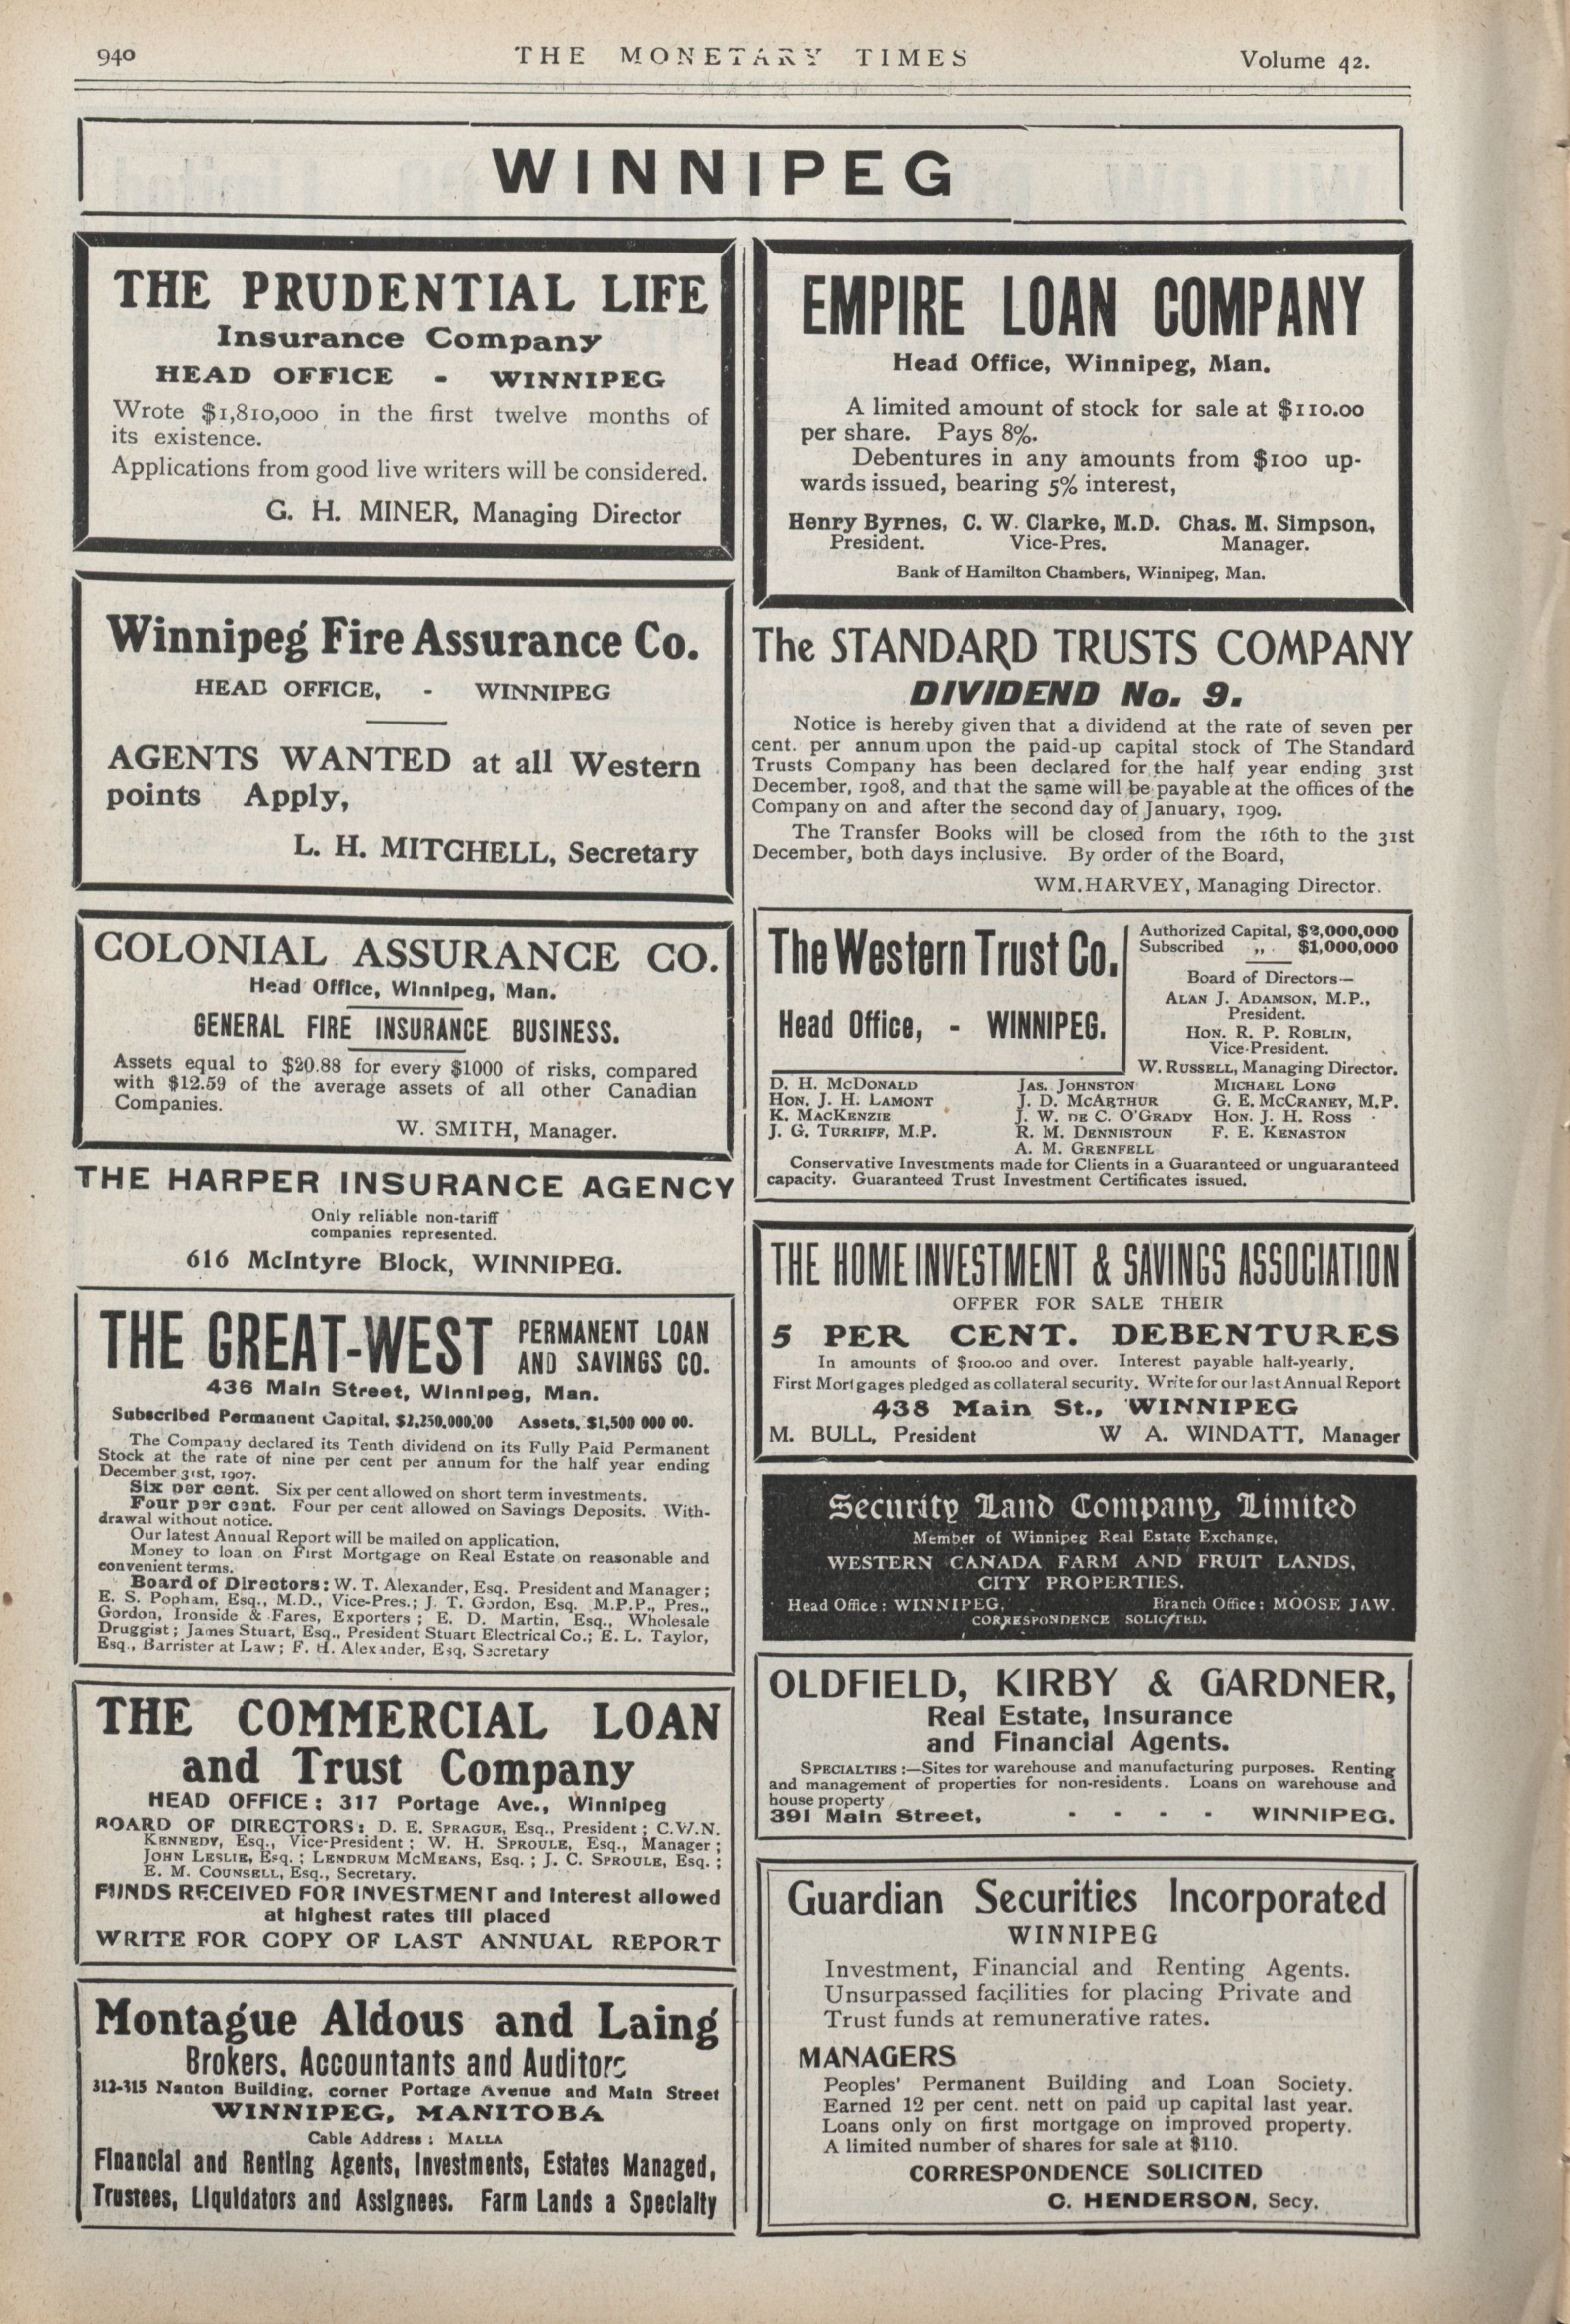 940
THE MONETARY TIMES
Volume 42.
WINNIPEG
THE PRUDENTIAL LIFE
Insurance Company
HEAD OFFICE - WINNIPEG
Wrote $1,810,000 in the first twelve months of
its existence.
Applications from good live writers will be considered.
G. H. MINER, Managing Director
Winnipeg Fire Assurance Co.
HEAD OFFICE, - WINNIPEG
AGENTS WANTED at all Western
points Apply,
L. H. MITCHELL, Secretary
COLONIAL ASSURANCE CO.
Head Office, Winnipeg, Man.
GENERAL FIRE INSURANCE BUSINESS.
Assets equal to $20.88 for every $1000 of risks, compared
with $12.59 of the average assets of all other Canadian
Companies.
W. SMITH, Manager.
THE HARPER INSURANCE AGENCY
Only reliable non-tariff
companies represented.
616 McIntyre Block, WINNIPEG.
THE GREAT-WEST PERMANENT LOAN
AND SAVINGS CO.
436 Main Street, Winnipeg, Man.
Subscribed Permanent Capital, $2,250,000.00 Assets, $1,500 000 00.
The Company declared its Tenth dividend on its Fully Paid Permanent
Stock at the rate of nine per cent per annum for the half year ending
December 31st, 1907.
Six per cent. Six per cent allowed on short term investments.
Four per cent. Four per cent allowed on Savings Deposits. With-
drawal without notice.
Our latest Annual Report will be mailed on application,
Money to loan on First Mortgage on Real Estate on reasonable and
convenient terms.
Board of Directors: W. T. Alexander, Esq. President and Manager;
E. S. Popham, Esq., M.D., Vice-Pres.; J. T. Gordon, Esq. M.P.P., Pres.,
Gordon, Ironside & Fares, Exporters; E. D. Martin, Esq., Wholesale
Druggist; James Stuart, Esq., President Stuart Electrical Co.; E. L. Taylor,
Esq., Barrister at Law; F. H. Alexander, Esq, Secretary
THE COMMERCIAL LOAN
and Trust Company
HEAD OFFICE: 317 Portage Ave., Winnipeg
BOARD OF DIRECTORS: D. E. SPRAGUE, Esq., President; C.W.N.
KENNEDY, Esq., Vice-President; W. H. SPROULE, Esq., Manager;
JOHN LESLIE, Esq.; LENDRUM MCMEANS, Esq.; J. C. SPROULE, Esq.;
E. M. COUNSELL, Esq., Secretary.
FUNDS RECEIVED FOR INVESTMENT and interest allowed
at highest rates till placed
WRITE FOR COPY OF LAST ANNUAL REPORT
Montague Aldous and Laing
Brokers, Accountants and Auditors
312-315 Nanton Building, corner Portage Avenue and Main Street
WINNIPEG, MANITOBA
Cable Address: MALLA
Financial and Renting Agents, Investments, Estates Managed,
Trustees, Liquidators and Assignees. Farm Lands a Specialty
EMPIRE LOAN COMPANY
Head Office, Winnipeg, Man.
A limited amount of stock for sale at $110.00
per share. Pays 8%.
Debentures in any amounts from $100 up-
wards issued, bearing 5% interest,
Henry Byrnes, C. W. Clarke, M.D. Chas. M. Simpson,
President. Vice-Pres. Manager.
Bank of Hamilton Chambers, Winnipeg, Man.
The STANDARD TRUSTS COMPANY
DIVIDEND No. 9.
Notice is hereby given that a dividend at the rate of seven per
cent. per annum upon the paid-up capital stock of The Standard
Trusts Company has been declared for the half year ending 31st
December, 1908, and that the same will be payable at the offices of the
Company on and after the second day of January, 1909.
The Transfer Books will be closed from the 16th to the 31st
December, both days inclusive. By order of the Board,
WM. HARVEY, Managing Director.
The Western Trust Co.
Head Office, - WINNIPEG.
Authorized Capital, $2,000,000
Subscribed ,, $1,000,000
Board of Directors—
ALAN J. ADAMSON, M.P.,
President.
HON. R. P. ROBLIN,
Vice-President.
W. RUSSELL, Managing Director.
D. H. MCDONALD JAS. JOHNSTON MICHAEL LONG
HON. J. H. LAMONT J. D. MCARTHUR G. E. MCCRANEY, M.P.
K. MACKENZIE J. W. DE C. O'GRADY HON. J. H. ROSS
J. G. TURRIFF, M.P. R. M. DENNISTOUN F. E. KENASTON
A. M. GRENFELL
Conservative Investments made for Clients in a Guaranteed or unguaranteed
capacity. Guaranteed Trust Investment Certificates issued.
THE HOME INVESTMENT & SAVINGS ASSOCIATION
OFFER FOR SALE THEIR
5 PER CENT. DEBENTURES
In amounts of $100.00 and over. Interest payable half-yearly,
First Mortgages pledged as collateral security. Write for our last Annual Report
438 Main St., WINNIPEG
M. BULL, President W A. WINDATT, Manager
Security Land Company, Limited
Member of Winnipeg Real Estate Exchange,
WESTERN CANADA FARM AND FRUIT LANDS,
CITY PROPERTIES.
Head Office: WINNIPEG, Branch Office: MOOSE JAW.
CORRESPONDENCE SOLICITED.
OLDFIELD, KIRBY & GARDNER,
Real Estate, Insurance
and Financial Agents.
SPECIALTIES:—Sites for warehouse and manufacturing purposes. Renting
and management of properties for non-residents. Loans on warehouse and
house property
391 Main Street, - - - - WINNIPEG.
Guardian Securities Incorporated
WINNIPEG
Investment, Financial and Renting Agents.
Unsurpassed facilities for placing Private and
Trust funds at remunerative rates.
MANAGERS
Peoples' Permanent Building and Loan Society.
Earned 12 per cent. nett on paid up capital last year.
Loans only on first mortgage on improved property.
A limited number of shares for sale at $110.
CORRESPONDENCE SOLICITED
C. HENDERSON, Secy.